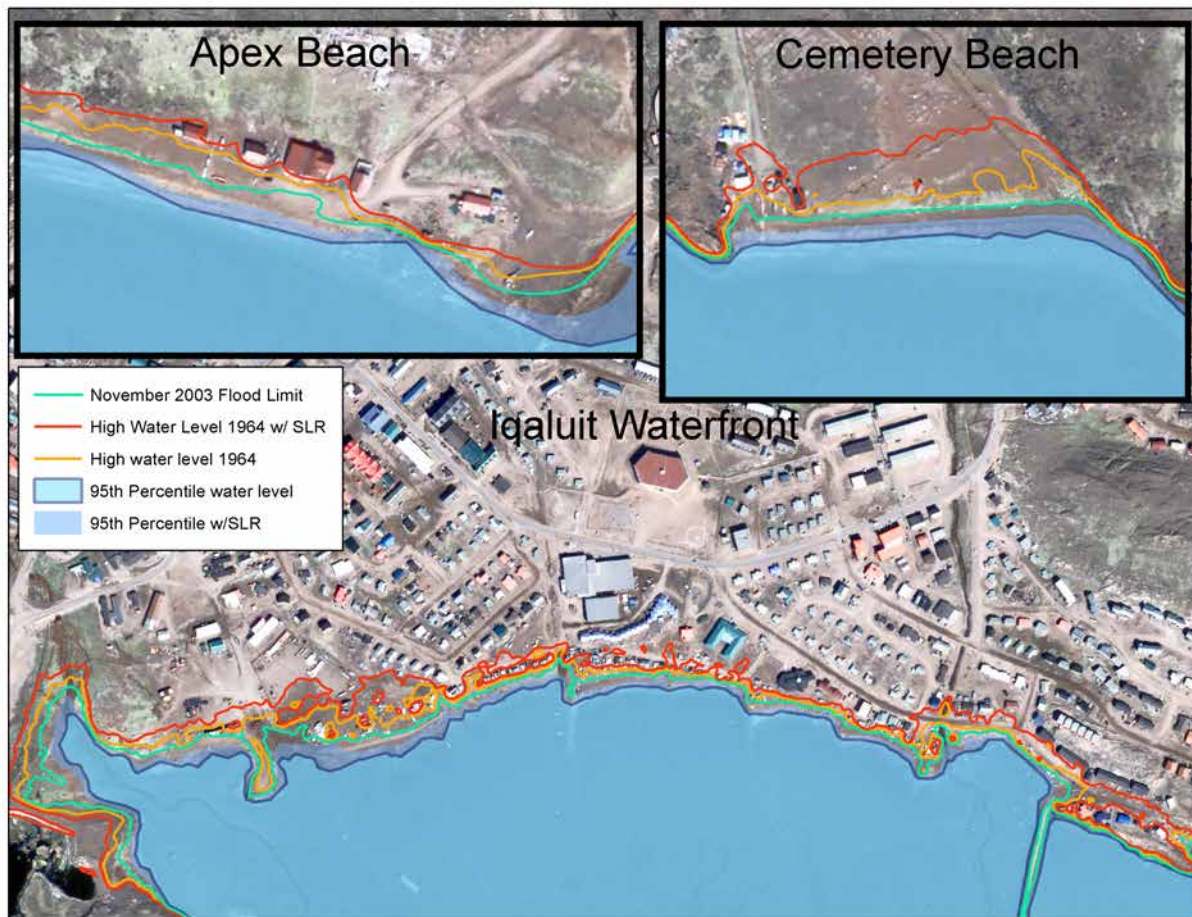 Apex Beach
Cemetery Beach
November 2003 Flood Limit
High Water Level 1964 w/ SLR
High water level 1964
95th Percentile water level
95th Percentile w/SLR
Iqaluit Waterfront